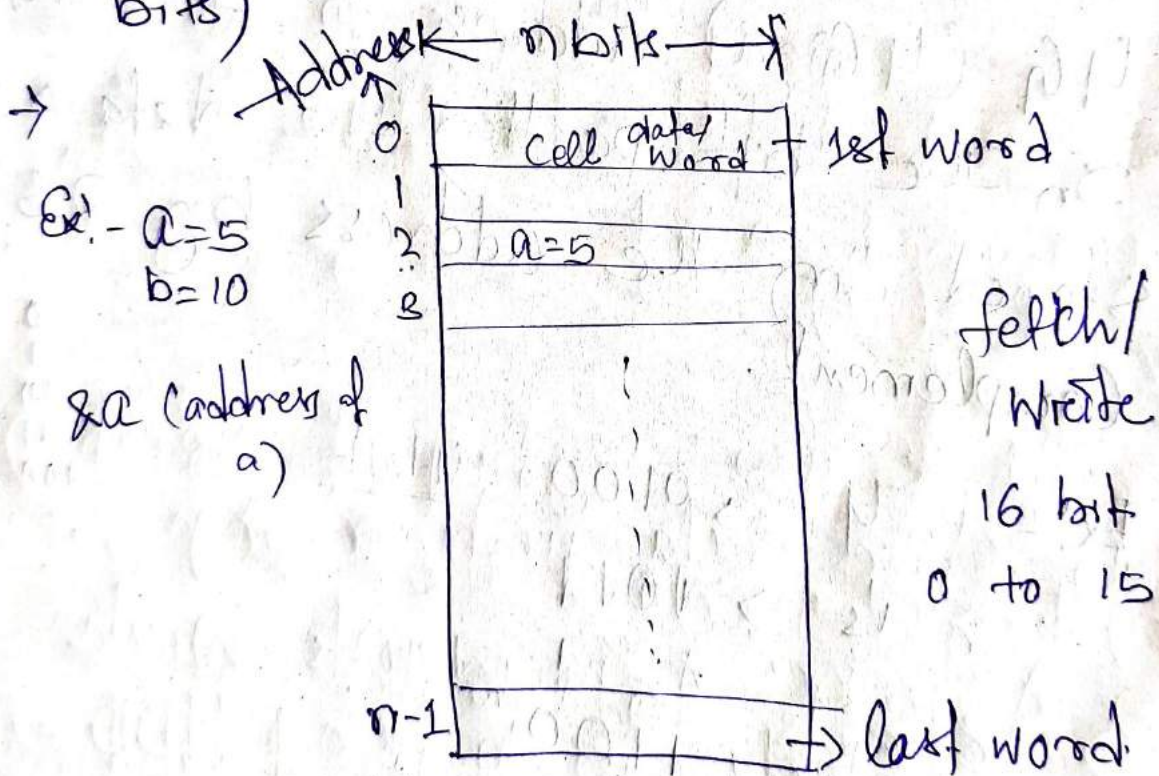 bits)
→ Address ← n bits →
0 Cell data/ word → 1st word
1
Ex:- a=5
b=10
2 a=5
3
&a (address of
a)
fetch/
Write
16 bit
0 to 15
n-1 → last word.